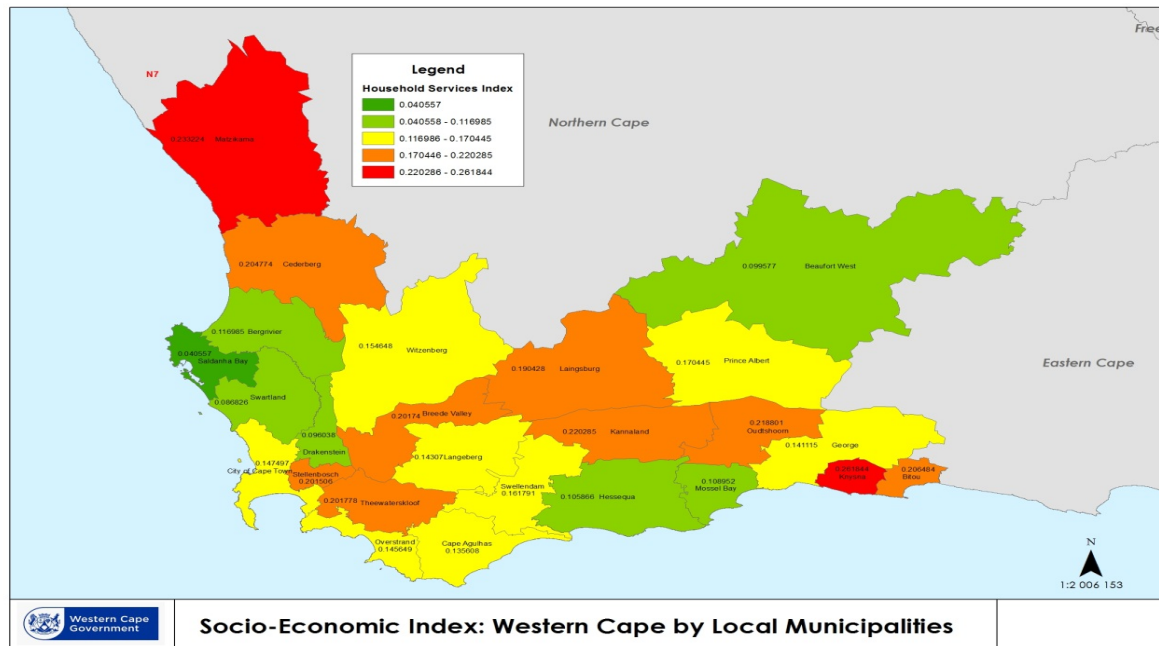 Free
N7
Legend
Household Services Index
0.040557
0.040558 - 0.116985
0.116986 - 0.170445
0.170446 - 0.220285
0.220286 - 0.261844
Northern Cape
0.233224 Matzikama
0.204774 Cederberg
0.099577 Beaufort West
0.116985 Bergrivier
0.040557
Saldanha Bay
0.154648 Witzenberg
0.170445 Prince Albert
Eastern Cape
0.190428 Laingsburg
0.086826 Swartland
0.20174 Breede Valley
0.220285 Kannaland
0.218801
Oudtshoorn
0.096038
Drakenstein
0.141115 George
0.147497
City of Cape Town
0.14307 Langeberg
0.261844
Knysna
0.206484
Bitou
Stellenbosch
0.201506
0.201778 Theewaterskloof
Swellendam
0.161791
0.105866 Hessequa
0.108952
Mossel Bay
Overstrand
0.145649
Cape Agulhas
0.135608
N
1:2 006 153
Western Cape
Government
Socio-Economic Index: Western Cape by Local Municipalities